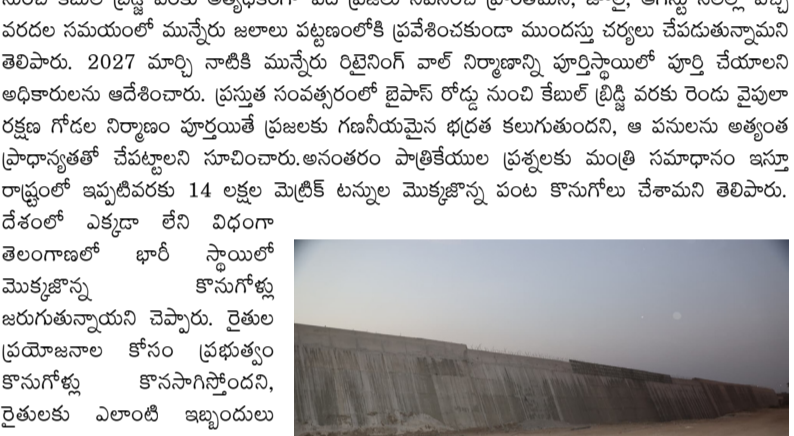 వరదల సమయంలో మున్నేరు జలాలు పట్టణంలోకి ప్రవేశించకుండా ముందస్తు చర్యలు చేపడుతున్నామని
తెలిపారు. 2027 మార్చి నాటికి మున్నేరు రిటైనింగ్ వాల్ నిర్మాణాన్ని పూర్తిస్థాయిలో పూర్తి చేయాలని
అధికారులను ఆదేశించారు. ప్రస్తుత సంవత్సరంలో బైపాస్ రోడ్డు నుంచి కేబుల్ బ్రిడ్జి వరకు రెండు వైపులా
రక్షణ గోడల నిర్మాణం పూర్తయితే ప్రజలకు గణనీయమైన భద్రత కలుగుతుందని, ఆ పనులను అత్యంత
ప్రాధాన్యతతో చేపట్టాలని సూచించారు.అనంతరం పాత్రికేయుల ప్రశ్నలకు మంత్రి సమాధానం ఇస్తూ
రాష్ట్రంలో ఇప్పటివరకు 14 లక్షల మెట్రిక్ టన్నుల మొక్కజొన్న పంట కొనుగోలు చేశామని తెలిపారు.
దేశంలో ఎక్కడా లేని విధంగా
తెలంగాణలో భారీ స్థాయిలో
మొక్కజొన్న కొనుగోళ్లు
జరుగుతున్నాయని చెప్పారు. రైతుల
ప్రయోజనాల కోసం ప్రభుత్వం
కొనుగోళ్లు కొనసాగిస్తోందని,
రైతులకు ఎలాంటి ఇబ్బందులు